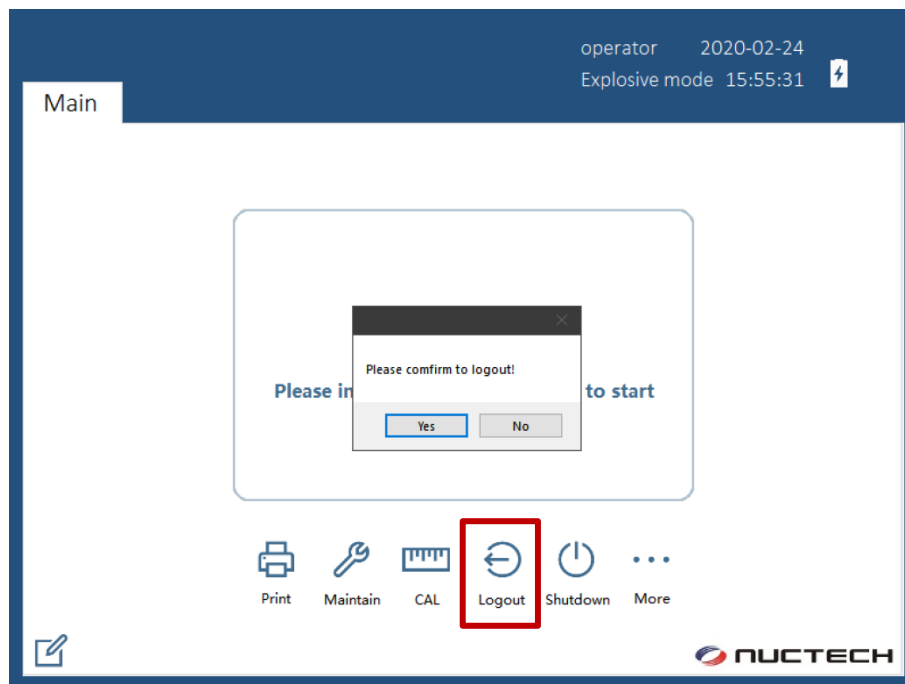 operator 2020-02-24
Explosive mode 15:55:31
Main
Please comfirm to logout!
Please in to start
Yes No
Print Maintain CAL Logout Shutdown More
NUCTECH